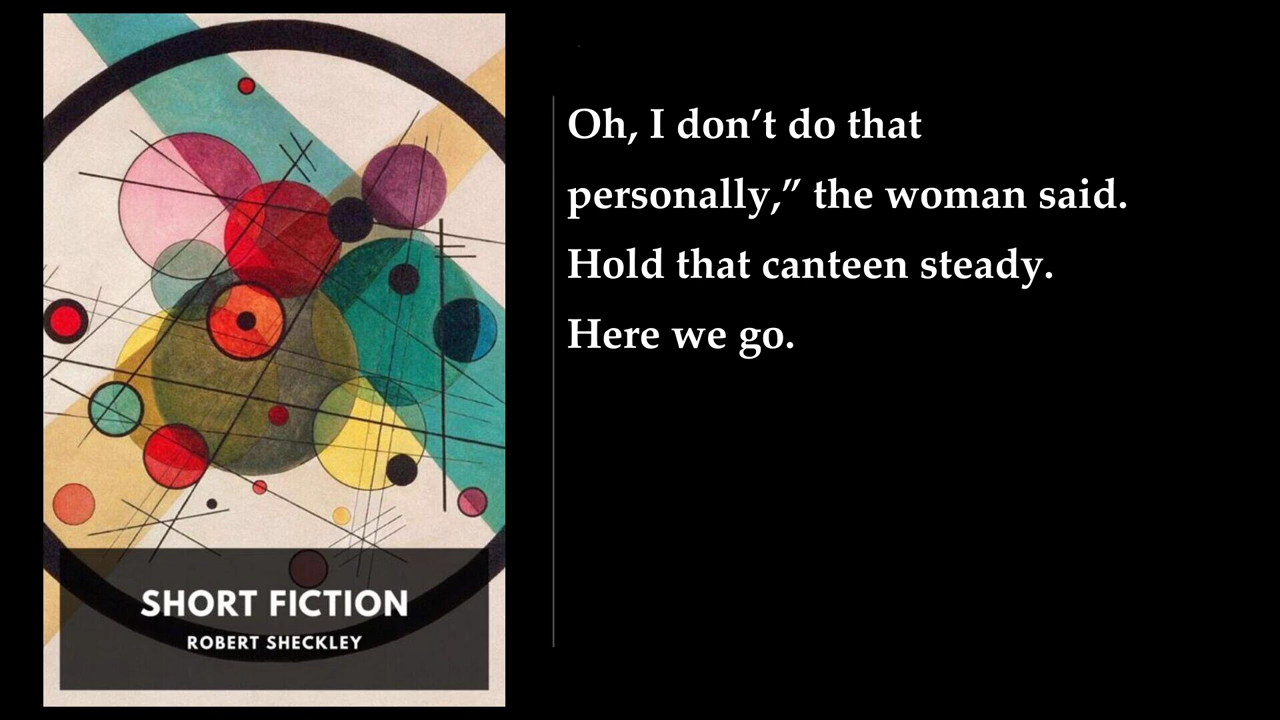 SHORT FICTION
ROBERT SHECKLEY
Oh, I don’t do that
personally,” the woman said.
Hold that canteen steady.
Here we go.